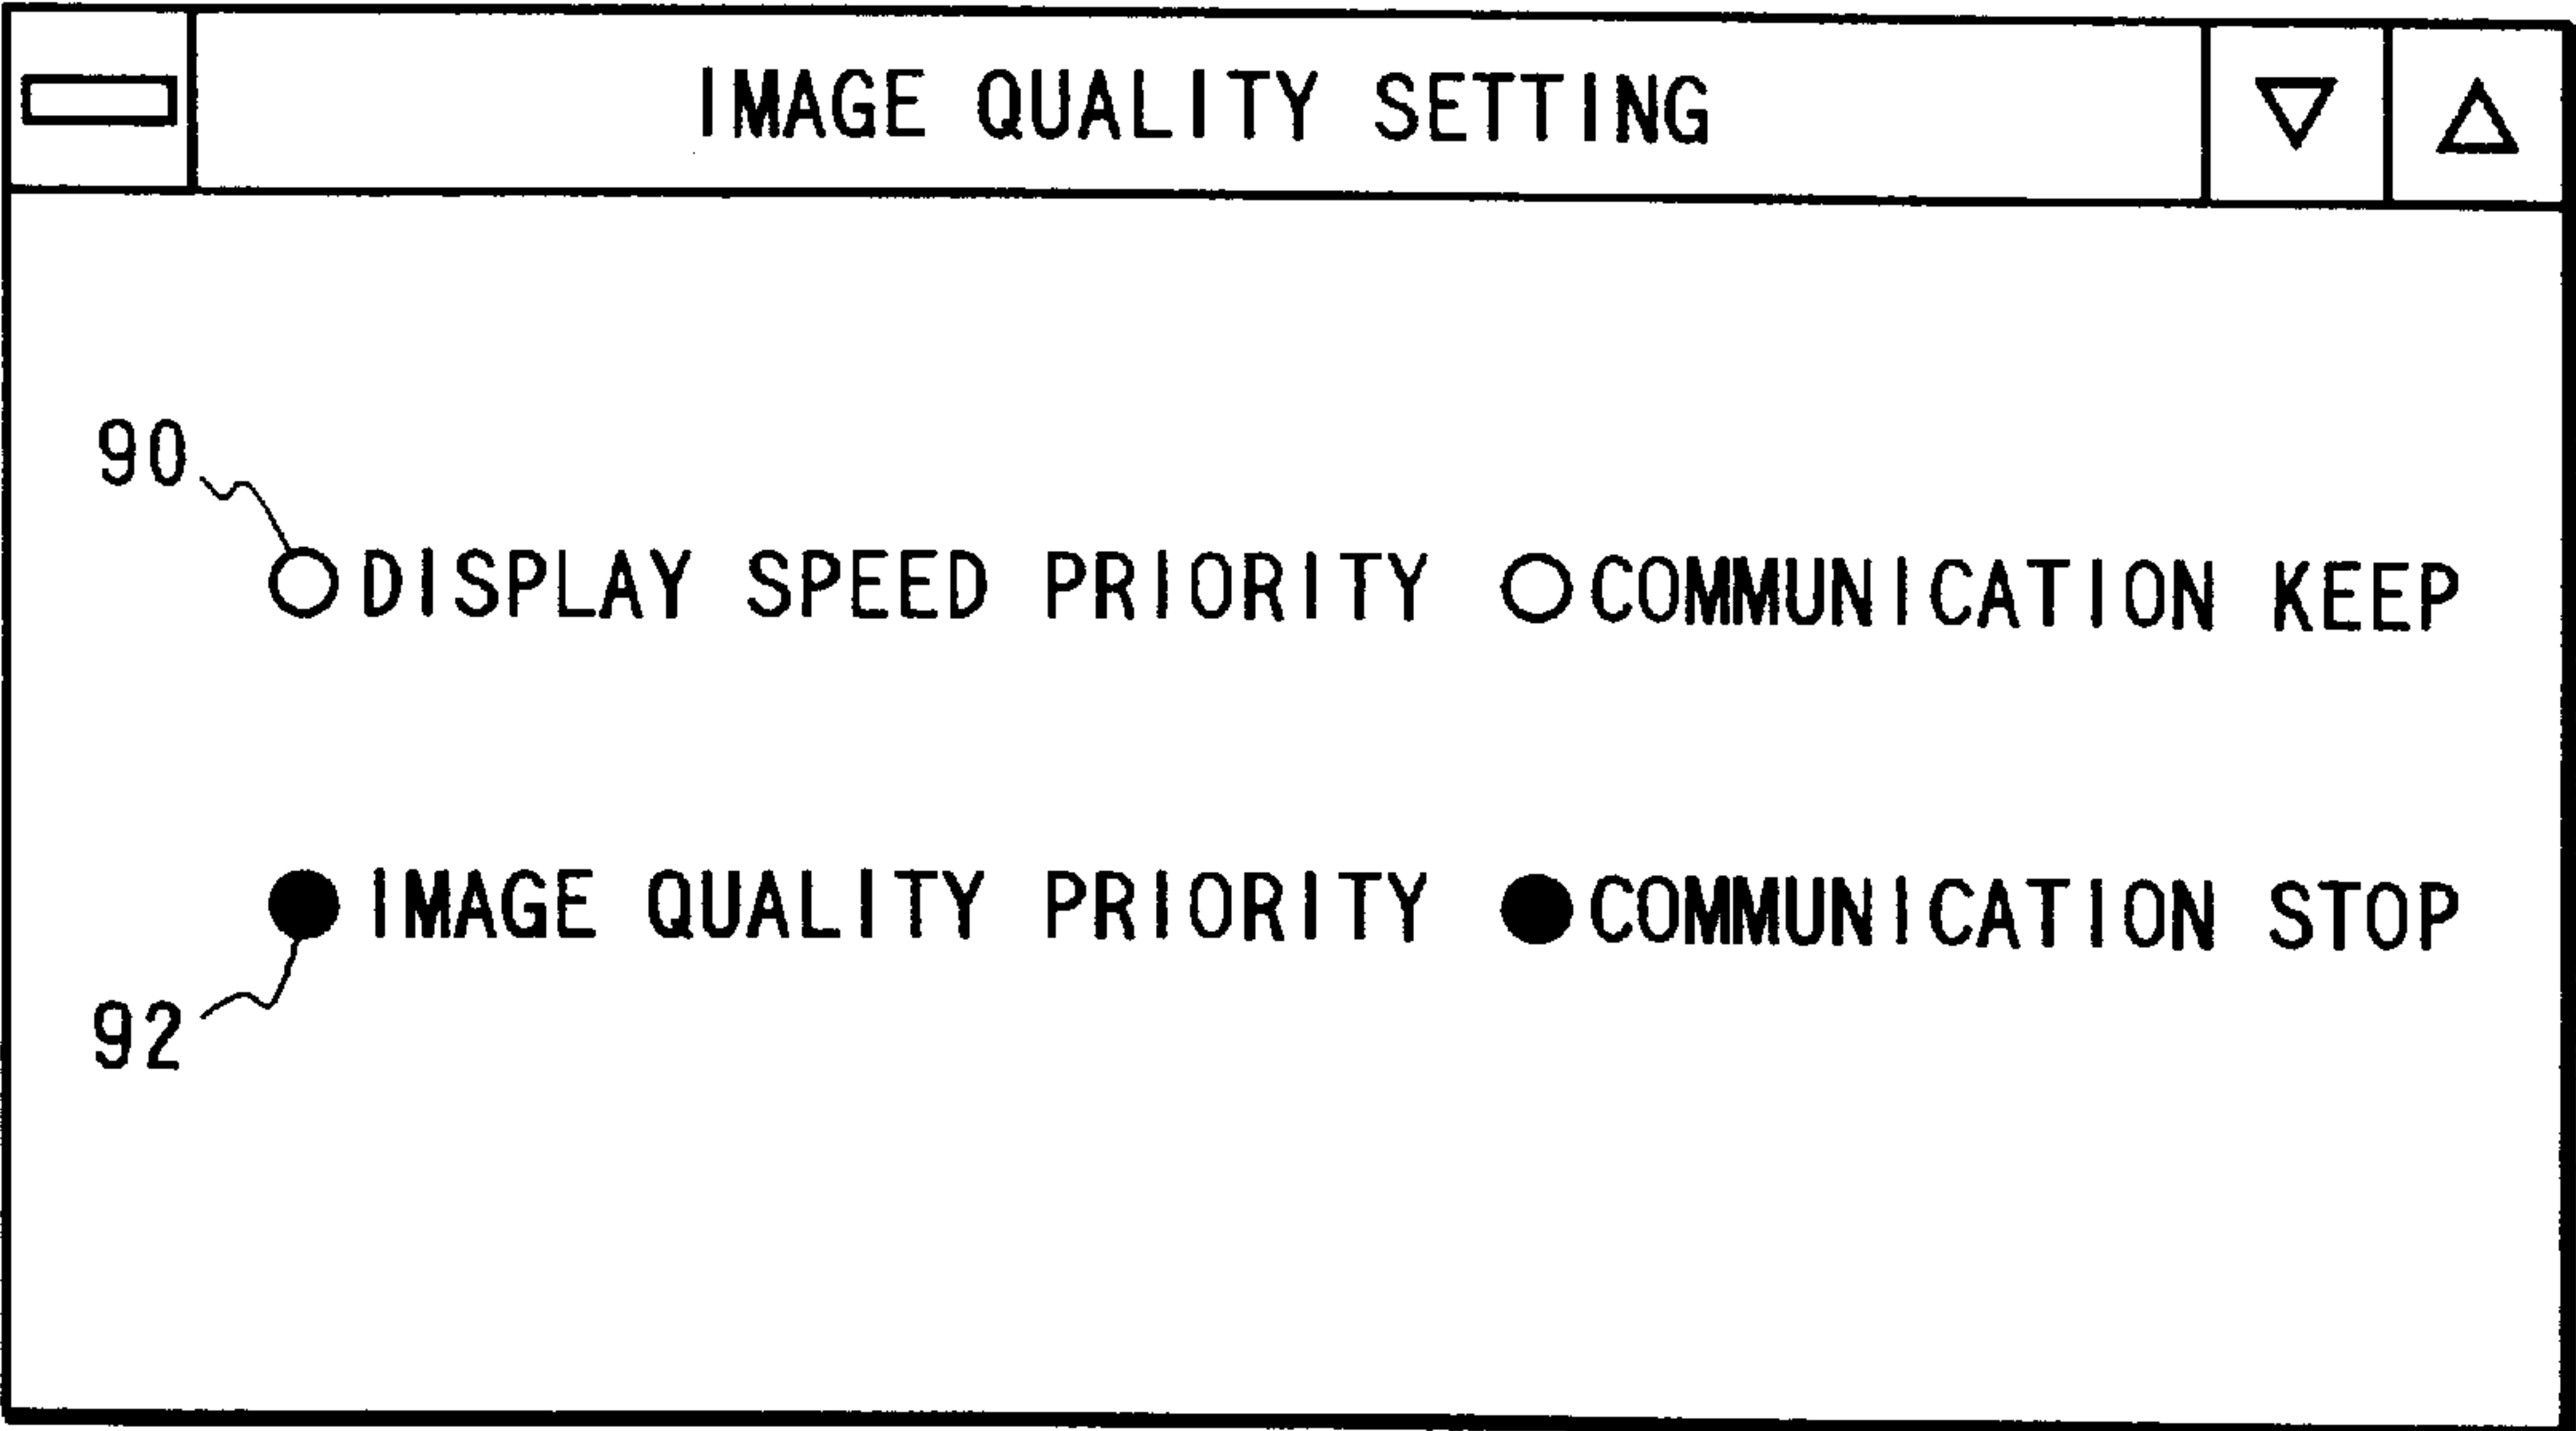 IMAGE QUALITY SETTING
90
DISPLAY SPEED PRIORITY COMMUNICATION KEEP
IMAGE QUALITY PRIORITY COMMUNICATION STOP
92